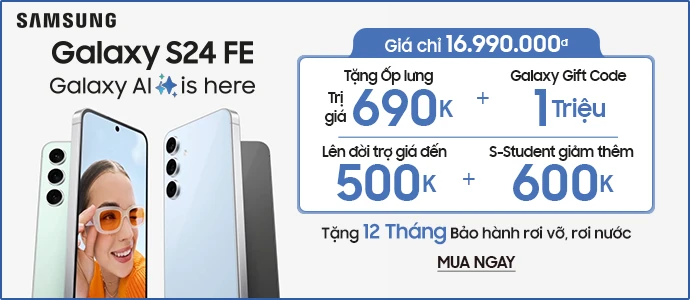 SAMSUNG
Galaxy S24 FE
Galaxy AI is here
Giá chỉ 16.990.000đ
Tặng Ốp lưng
Trị giá 690K
+
Galaxy Gift Code
1 Triệu
Lên đời trợ giá đến
500K
+
S-Student giảm thêm
600K
Tặng 12 Tháng Bảo hành rơi vỡ, rơi nước
MUA NGAY